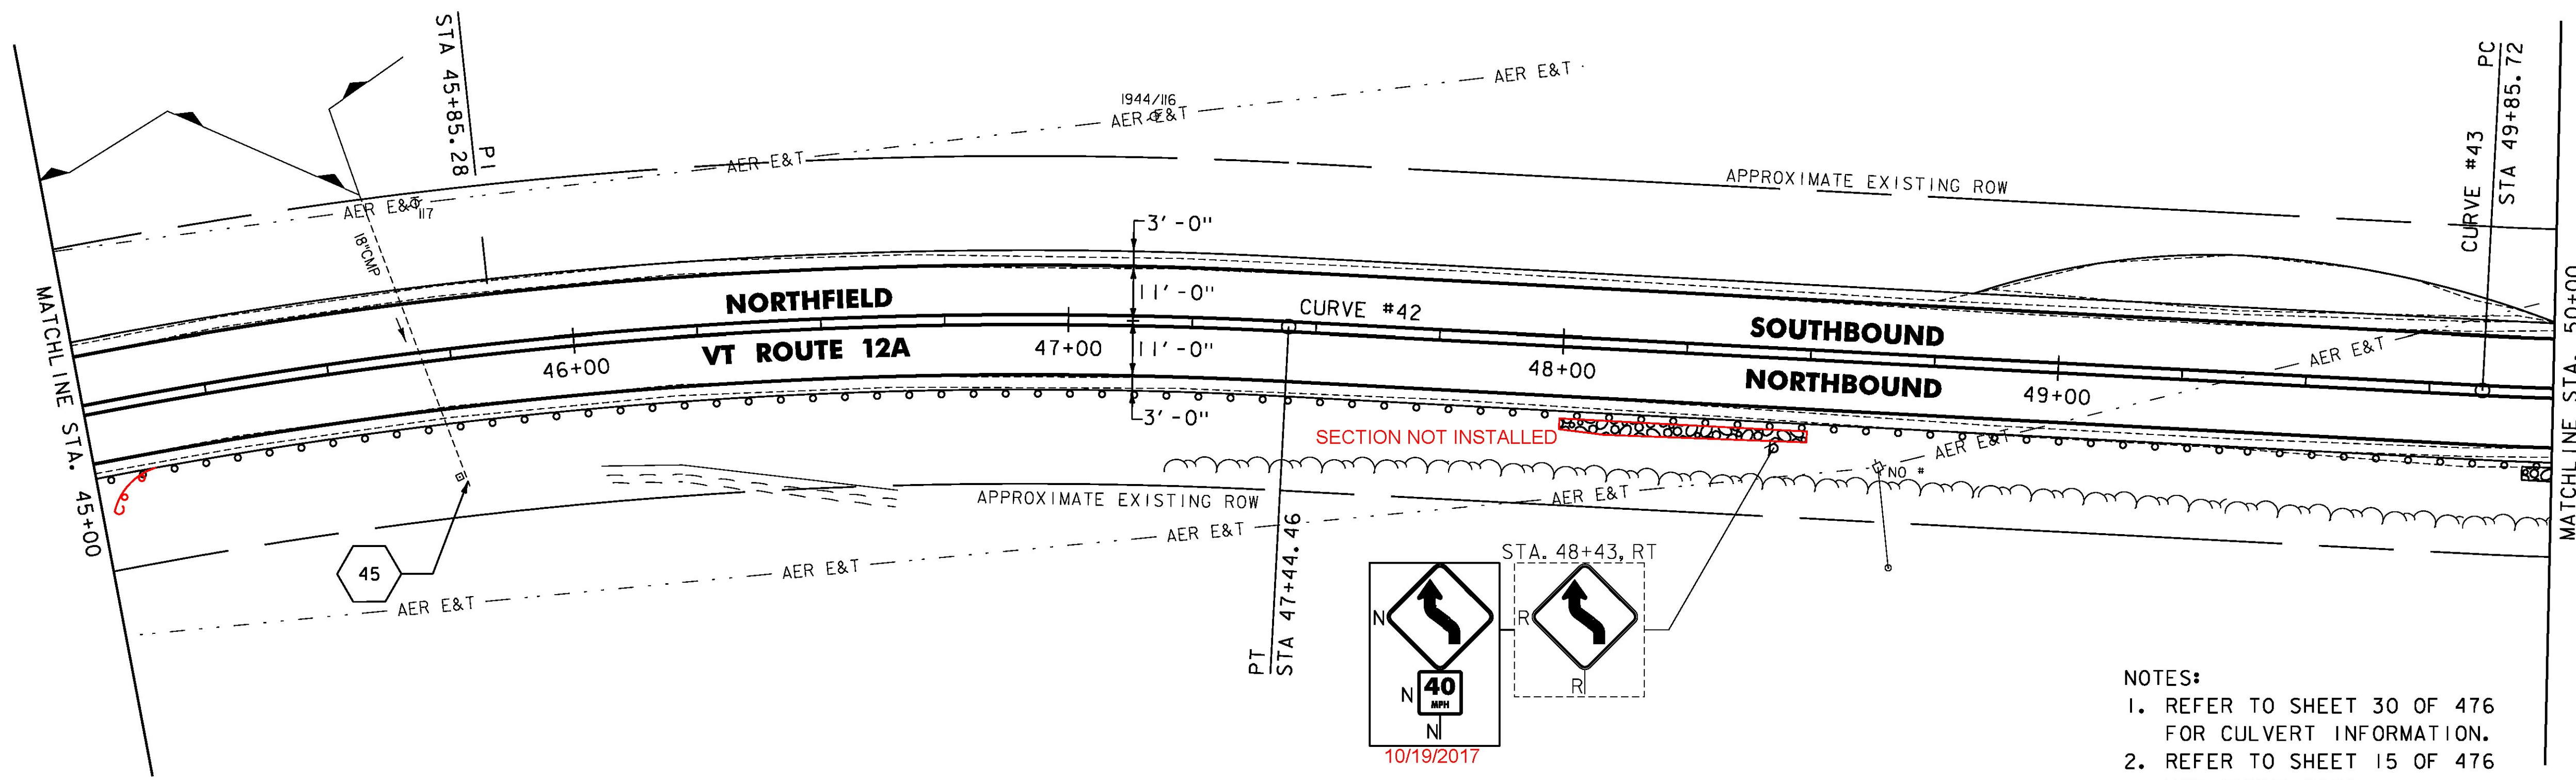 STA 45+85.28
PI
1944/116
AER E&T
AER E&T
AER E&T
APPROXIMATE EXISTING ROW
CURVE #43
PC
STA 49+85.72
AER E&T
117
18"CMP
3'-0"
11'-0"
11'-0"
3'-0"
NORTHFIELD
VT ROUTE 12A
CURVE #42
SOUTHBOUND
NORTHBOUND
46+00
47+00
48+00
49+00
AER E&T
AER E&T
MATCHLINE STA. 45+00
MATCHLINE STA. 50+00
SECTION NOT INSTALLED
NO #
AER E&T
APPROXIMATE EXISTING ROW
AER E&T
AER E&T
AER E&T
45
PT
STA 47+44.46
STA. 48+43, RT
N
R
N
40
MPH
N
R
10/19/2017
NOTES:
1. REFER TO SHEET 30 OF 476
FOR CULVERT INFORMATION.
2. REFER TO SHEET 15 OF 476